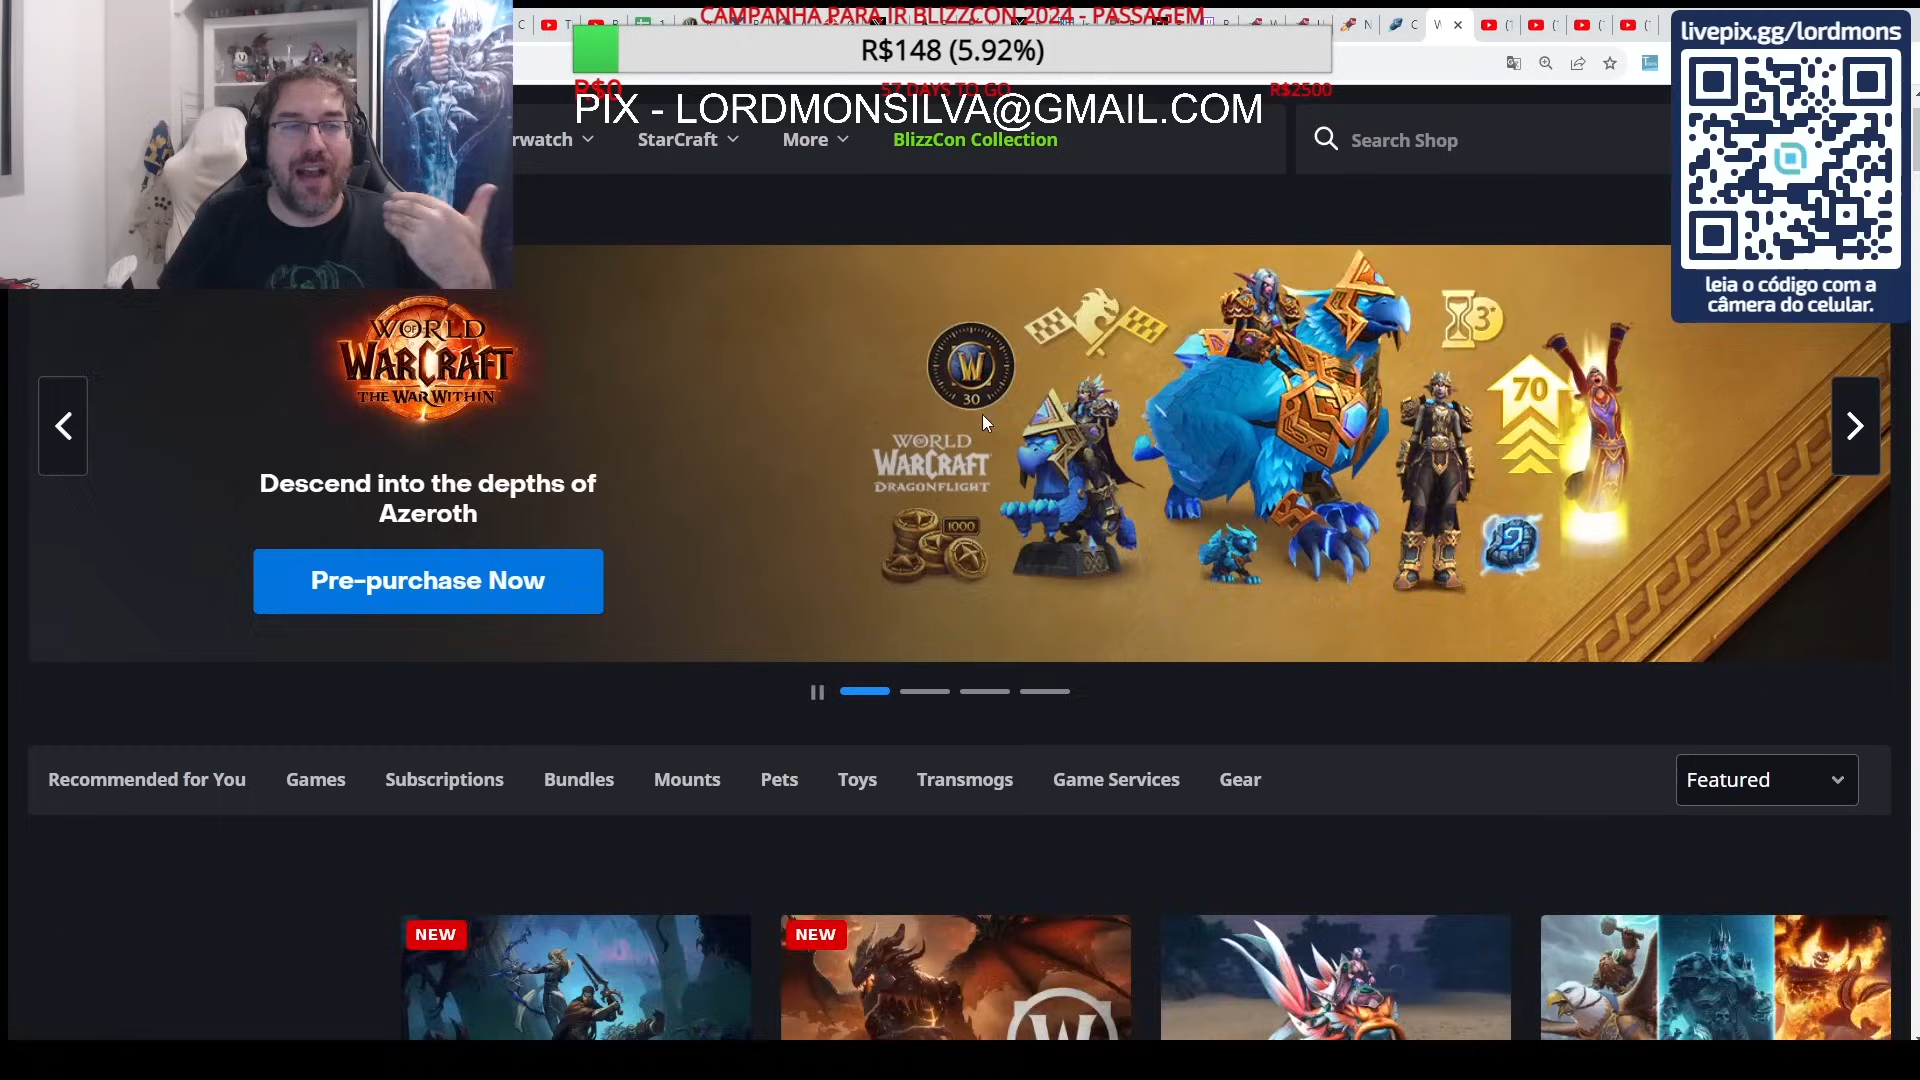 CAMPANHA PARA IR BLIZZCON 2024 - PASSAGEM
R$148 (5.92%)
R$0
57 DAYS TO GO
R$2500
PIX - LORDMONSILVA@GMAIL.COM
livepix.gg/lordmons
leia o código com a
câmera do celular.
rwatch
StarCraft
More
BlizzCon Collection
Search Shop
WORLD
OF
WARCRAFT
THE WAR WITHIN
Descend into the depths of
Azeroth
Pre-purchase Now
W
30
WORLD
OF
WARCRAFT
DRAGONFLIGHT
1000
3
70
Recommended for You
Games
Subscriptions
Bundles
Mounts
Pets
Toys
Transmogs
Game Services
Gear
Featured
NEW
NEW
W